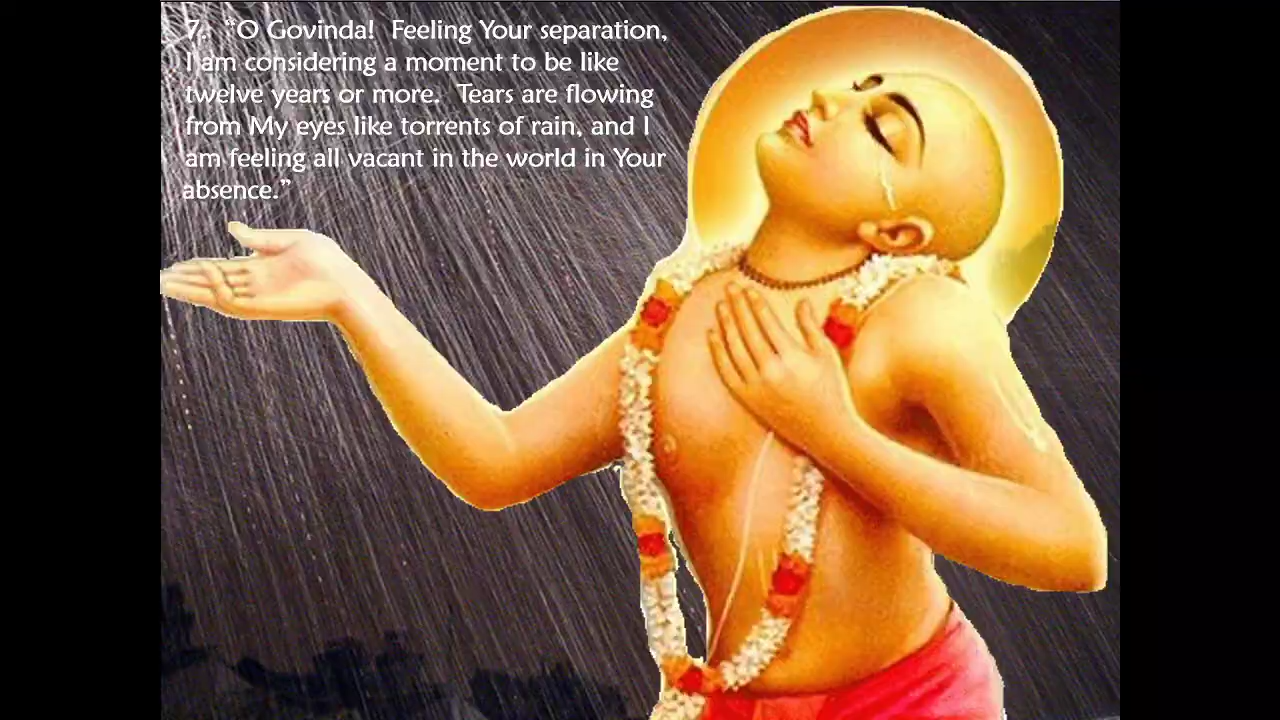 7. "O Govinda! Feeling Your separation,
I am considering a moment to be like
twelve years or more. Tears are flowing
from My eyes like torrents of rain, and I
am feeling all vacant in the world in Your
absence."